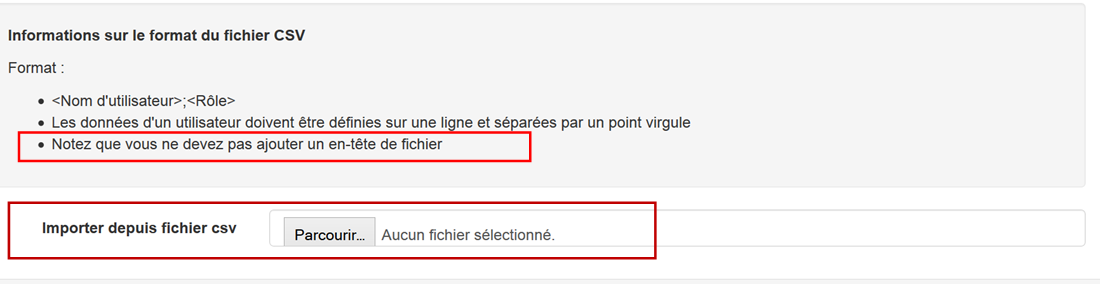 Informations sur le format du fichier CSV
Format :
<Nom d'utilisateur>;<Rôle>
Les données d'un utilisateur doivent être définies sur une ligne et séparées par un point virgule
Notez que vous ne devez pas ajouter un en-tête de fichier
Importer depuis fichier csv Parcourir... Aucun fichier sélectionné.